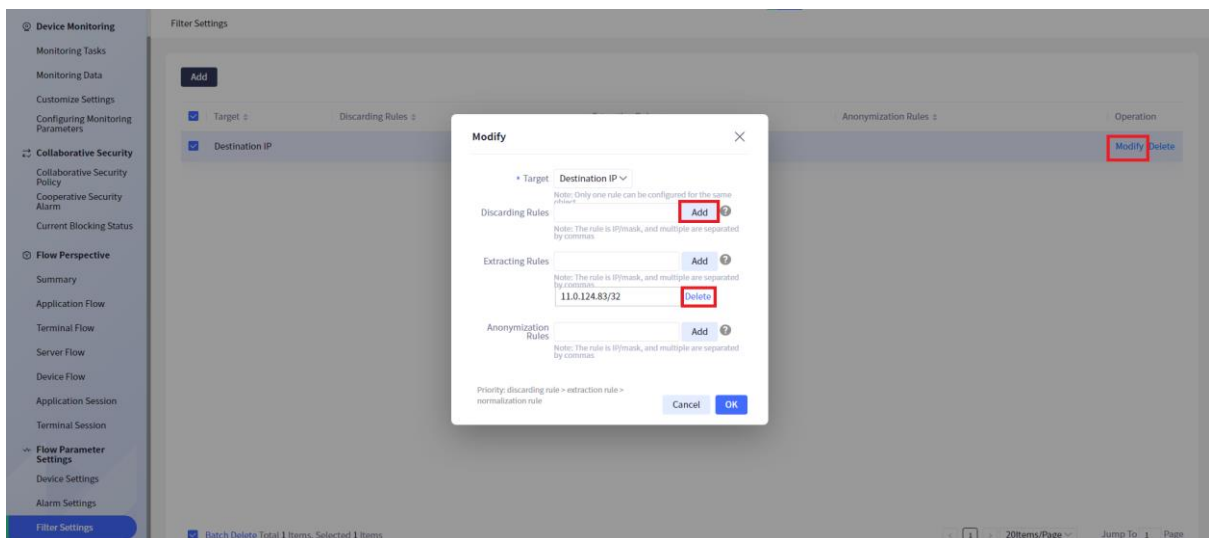 Device Monitoring
Filter Settings
Monitoring Tasks
Monitoring Data
Add
Customize Settings
Configuring Monitoring
Parameters
Target
Discarding Rules
Anonymization Rules
Operation
Destination IP
Modify
Delete
Collaborative Security
Collaborative Security
Policy
Cooperative Security
Alarm
Current Blocking Status
Flow Perspective
Summary
Application Flow
Terminal Flow
Server Flow
Device Flow
Application Session
Terminal Session
Flow Parameter
Settings
Device Settings
Alarm Settings
Filter Settings
Modify
* Target Destination IP
Note: Only one rule can be configured for the same
object
Discarding Rules Add
Note: The rule is IP/mask, and multiple are separated
by commas
Extracting Rules Add
Note: The rule is IP/mask, and multiple are separated
by commas
11.0.124.83/32 Delete
Anonymization
Rules Add
Note: The rule is IP/mask, and multiple are separated
by commas
Priority: discarding rule > extraction rule >
normalization rule
Cancel OK
Batch Delete Total 1 Items, Selected 1 Items
< 1 > 20Items/Page Jump To 1 Page